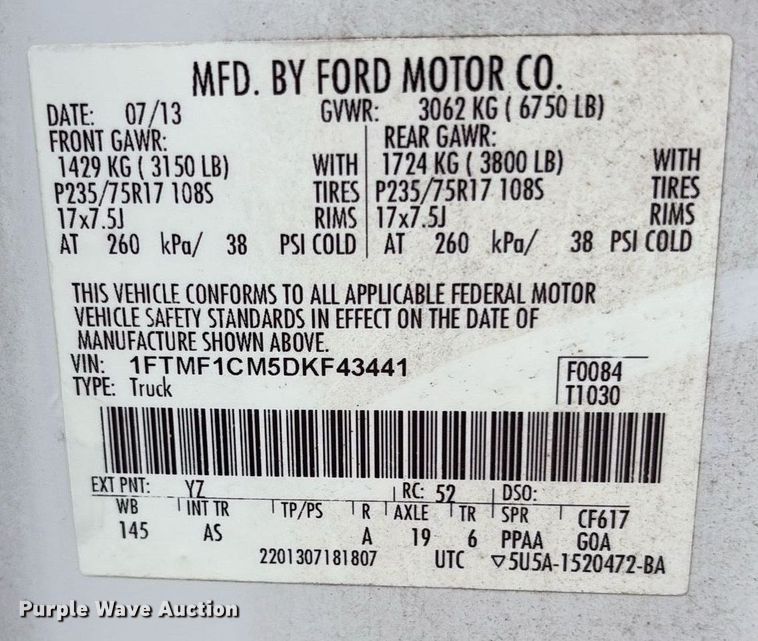 MFD. BY FORD MOTOR CO.
DATE: 07/13 GVWR: 3062 KG ( 6750 LB)
FRONT GAWR: REAR GAWR:
1429 KG ( 3150 LB) WITH 1724 KG ( 3800 LB) WITH
P235/75R17 108S TIRES P235/75R17 108S TIRES
17x7.5J RIMS 17x7.5J RIMS
AT 260 kPa/ 38 PSI COLD AT 260 kPa/ 38 PSI COLD
THIS VEHICLE CONFORMS TO ALL APPLICABLE FEDERAL MOTOR
VEHICLE SAFETY STANDARDS IN EFFECT ON THE DATE OF
MANUFACTURE SHOWN ABOVE.
VIN: 1FTMF1CM5DKF43441 F0084
TYPE: Truck T1030
EXT PNT: YZ RC: 52 DSO:
WB INT TR TP/PS R AXLE TR SPR CF617
145 AS A 19 6 PPAA GOA
2201307181807 UTC ▽5U5A-1520472-BA
Purple Wave Auction